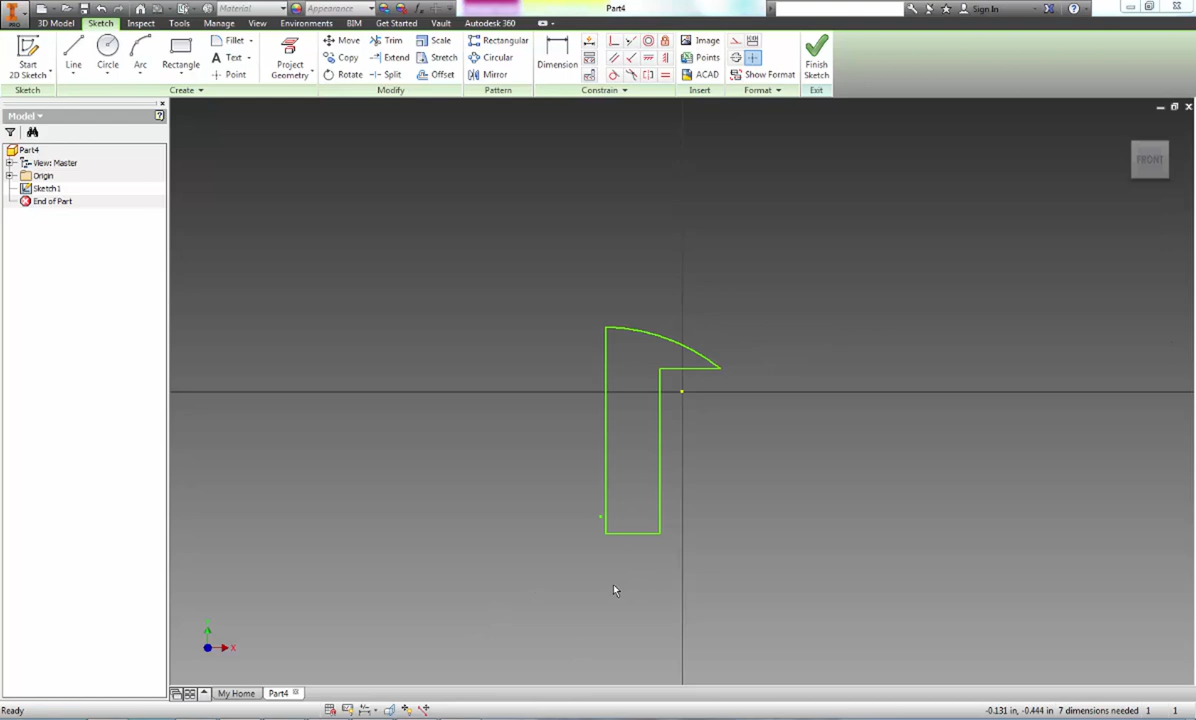 Material Appearance Part4 Sign In
PRO 3D Model Sketch Inspect Tools Manage View Environments BIM Get Started Vault Autodesk 360
Start 2D Sketch Line Circle Arc Rectangle Fillet Text Point Project Geometry Move Copy Rotate Trim Extend Split Scale Stretch Offset Rectangular Circular Mirror Dimension Image Points ACAD Show Format Finish Sketch
Sketch Create Modify Pattern Constrain Insert Format Exit
Model
Part4
View: Master
Origin
Sketch1
End of Part
FRONT
X
My Home Part4
Ready -0.131 in, -0.444 in 7 dimensions needed 1 1